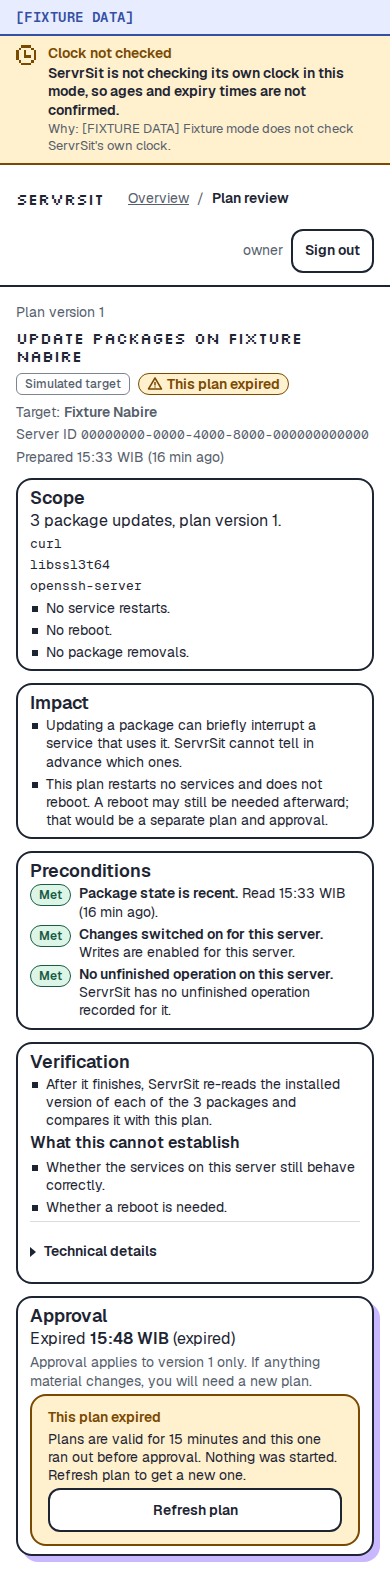 [FIXTURE DATA]
Clock not checked
ServrSit is not checking its own clock in this
mode, so ages and expiry times are not
confirmed.
Why: [FIXTURE DATA] Fixture mode does not check
ServrSit's own clock.
SERVRSIT
Overview / Plan review
owner
Sign out
Plan version 1
UPDATE PACKAGES ON FIXTURE
NABIRE
Simulated target
This plan expired
Target: Fixture Nabire
Server ID 00000000-0000-4000-8000-000000000000
Prepared 15:33 WIB (16 min ago)
Scope
3 package updates, plan version 1.
curl
libssl3t64
openssh-server
No service restarts.
No reboot.
No package removals.
Impact
Updating a package can briefly interrupt a
service that uses it. ServrSit cannot tell in
advance which ones.
This plan restarts no services and does not
reboot. A reboot may still be needed afterward;
that would be a separate plan and approval.
Preconditions
Met Package state is recent. Read 15:33 WIB
(16 min ago).
Met Changes switched on for this server.
Writes are enabled for this server.
Met No unfinished operation on this server.
ServrSit has no unfinished operation
recorded for it.
Verification
After it finishes, ServrSit re-reads the installed
version of each of the 3 packages and
compares it with this plan.
What this cannot establish
Whether the services on this server still behave
correctly.
Whether a reboot is needed.
Technical details
Approval
Expired 15:48 WIB (expired)
Approval applies to version 1 only. If anything
material changes, you will need a new plan.
This plan expired
Plans are valid for 15 minutes and this one
ran out before approval. Nothing was started.
Refresh plan to get a new one.
Refresh plan